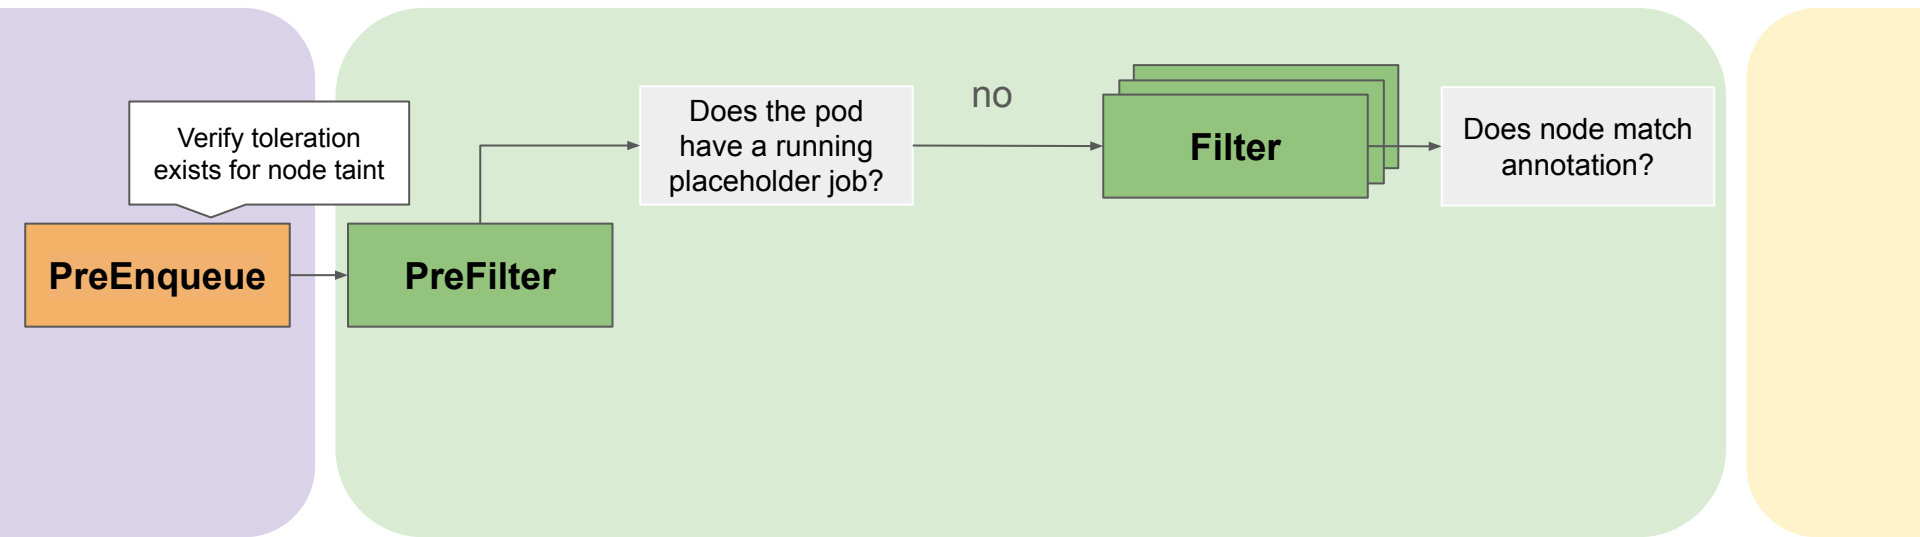 Verify toleration
exists for node taint
PreEnqueue
PreFilter
Does the pod
have a running
placeholder job?
no
Filter
Does node match
annotation?